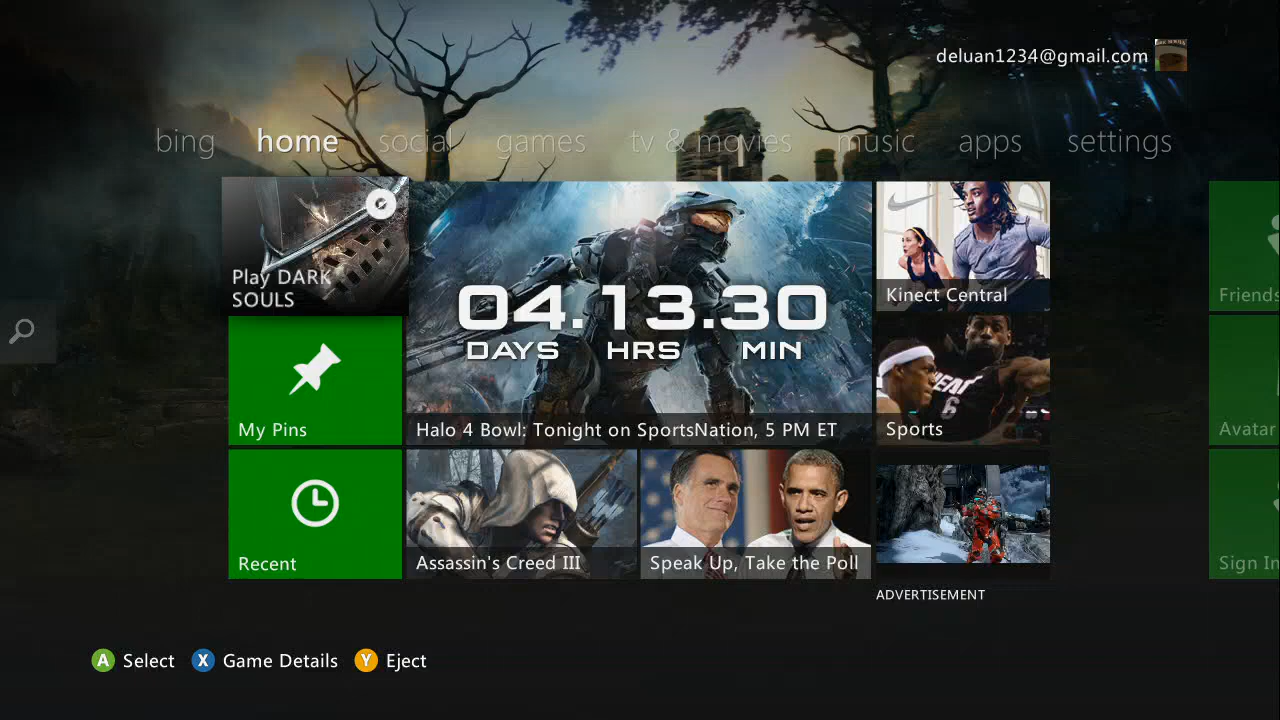 deluan1234@gmail.com
bing home social games tv & movies music apps settings
Play DARK
SOULS
04.13.30
DAYS HRS MIN
Kinect Central
Friends
HEAT
6
My Pins
Halo 4 Bowl: Tonight on SportsNation, 5 PM ET
Sports
Avatar
Recent
Assassin's Creed III
Speak Up, Take the Poll
Sign In
ADVERTISEMENT
A Select X Game Details Y Eject